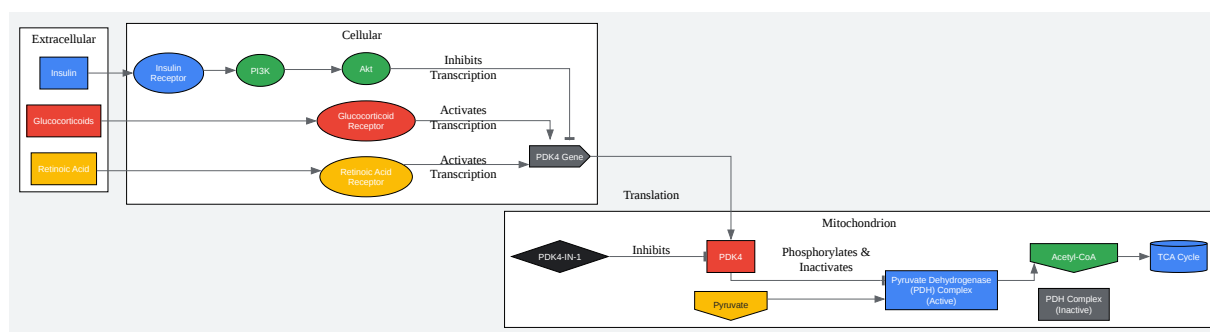 Extracellular
Cellular
Insulin
Insulin
Receptor
PI3K
Akt
Inhibits
Transcription
Glucocorticoids
Glucocorticoid
Receptor
Activates
Transcription
PDK4 Gene
Retinoic Acid
Retinoic Acid
Receptor
Activates
Transcription
Translation
Mitochondrion
PDK4-IN-1
Inhibits
PDK4
Phosphorylates &
Inactivates
Pyruvate
Pyruvate Dehydrogenase
(PDH) Complex
(Active)
Acetyl-CoA
TCA Cycle
PDH Complex
(Inactive)